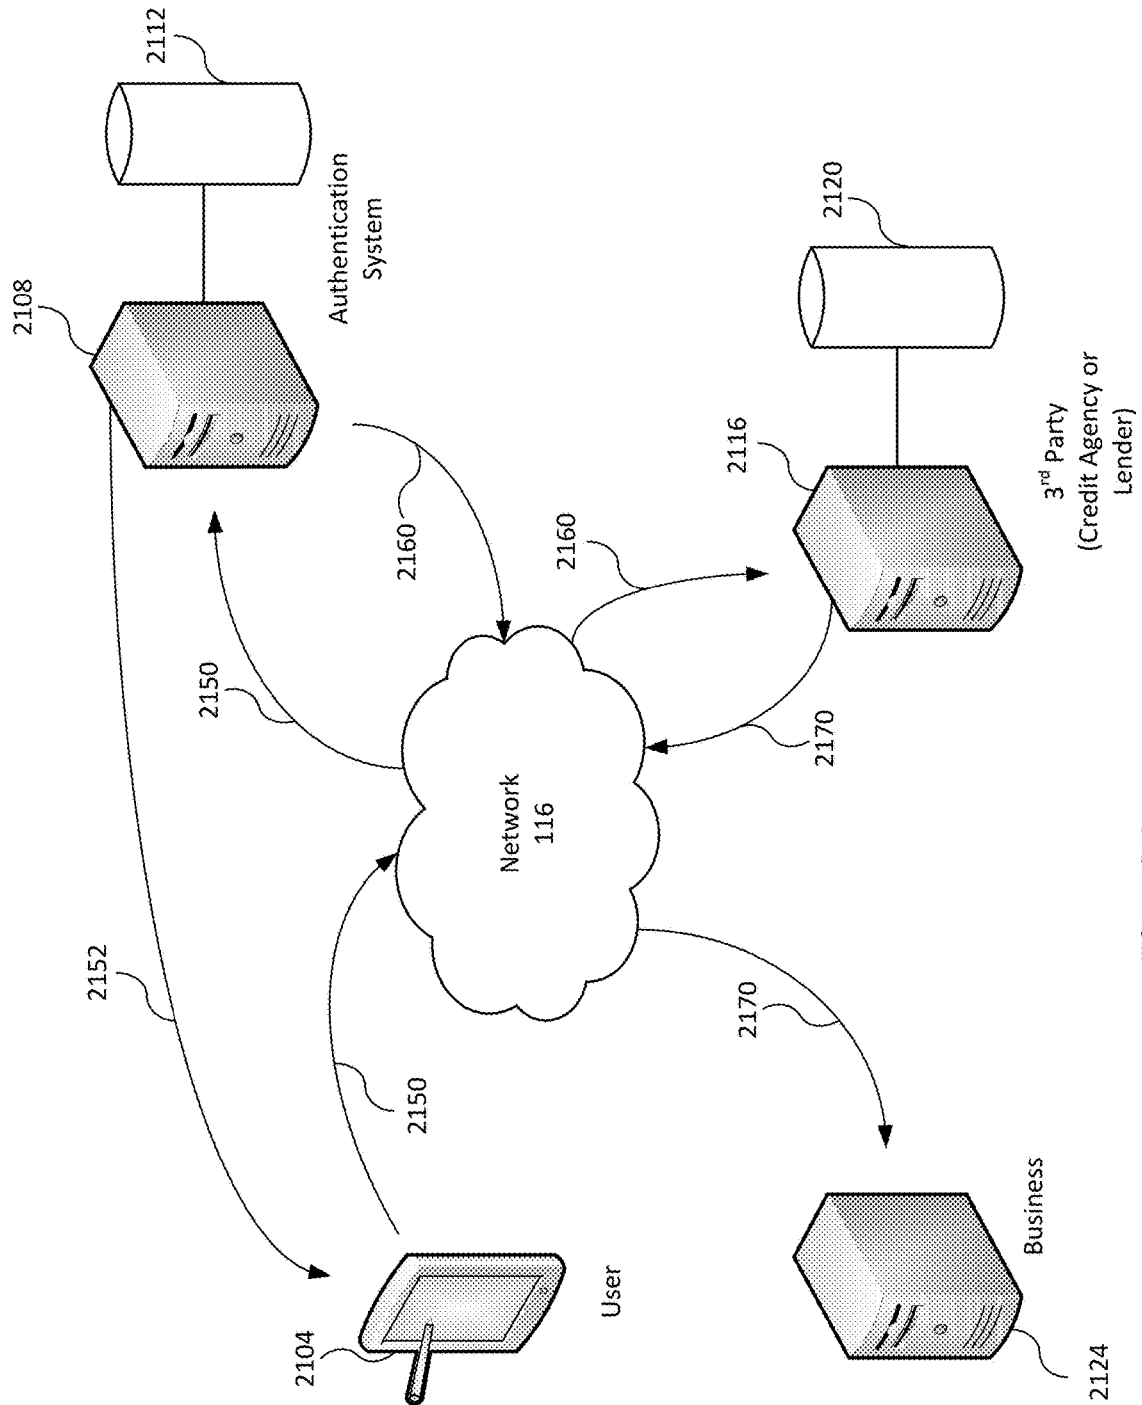 2108
2152
2112
2150
2104
Authentication
System
2160
2150
Network
116
2160
User
2116
2170
2170
2120
Business
3rd Party
(Credit Agency or
Lender)
2124